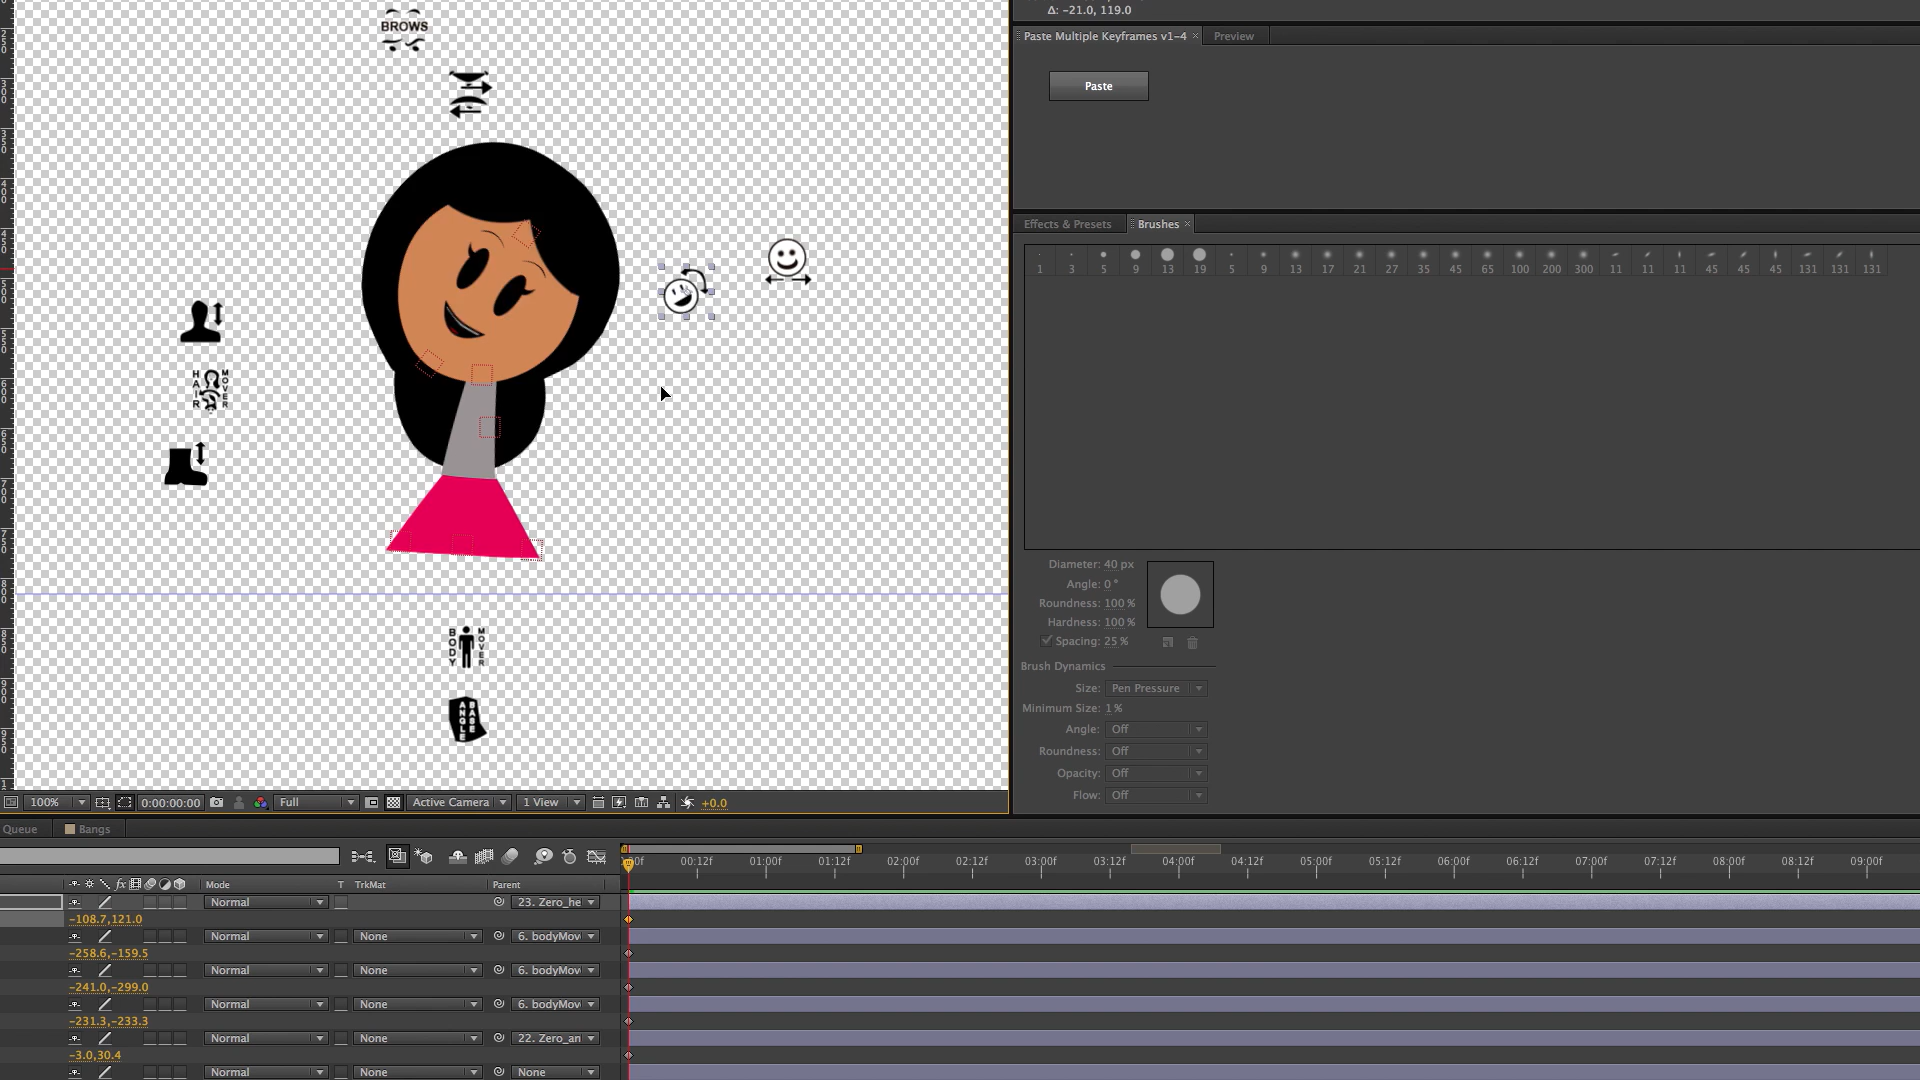 Δ: -21.0, 119.0
Paste Multiple Keyframes v1-4
Preview
Paste
Effects & Presets
Brushes
1 3 5 9 13 19 5 9 13 17 21 27 35 45 65 100 200 300 11 11 11 45 45 45 131 131 131
Diameter: 40 px
Angle: 0 °
Roundness: 100 %
Hardness: 100 %
Spacing: 25 %
Brush Dynamics
Size: Pen Pressure
Minimum Size: 1 %
Angle: Off
Roundness: Off
Opacity: Off
Flow: Off
BROWS
HAIR MOVER
BODY MOVER
ANGLE BASE
100% 0:00:00:00 Full Active Camera 1 View +0.0
Queue Bangs
00:12f 01:00f 01:12f 02:00f 02:12f 03:00f 03:12f 04:00f 04:12f 05:00f 05:12f 06:00f 06:12f 07:00f 07:12f 08:00f 08:12f 09:00f
fx Mode T TrkMat Parent
Normal 23. Zero_he
-108.7,121.0
Normal None 6. bodyMov
-258.6,-159.5
Normal None 6. bodyMov
-241.0,-299.0
Normal None 6. bodyMov
-231.3,-233.3
Normal None 22. Zero_an
-3.0,30.4
Normal None None